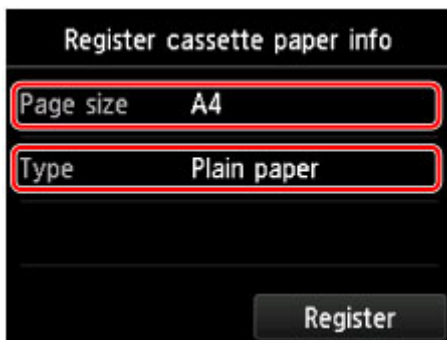 Register cassette paper info
Page size A4
Type Plain paper
Register